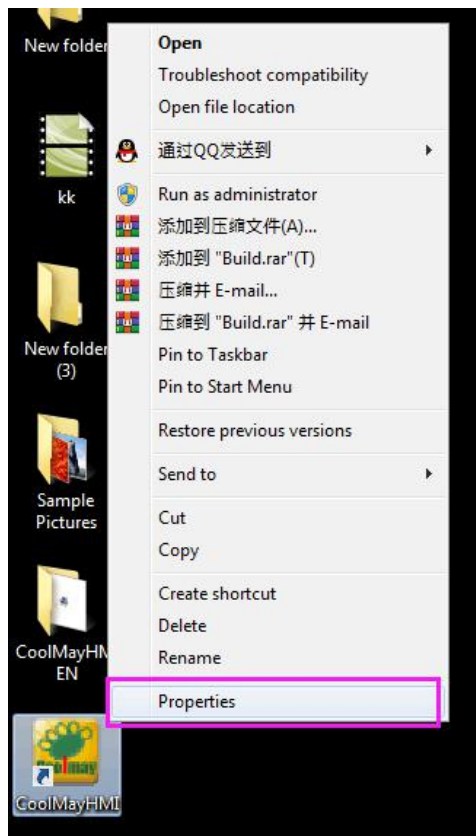 New folder
kk
New folder
(3)
Sample
Pictures
CoolMayHM
EN
Coolmay
CoolMayHMI
Open
Troubleshoot compatibility
Open file location
通过QQ发送到
Run as administrator
添加到压缩文件(A)...
添加到 "Build.rar"(T)
压缩并 E-mail...
压缩到 "Build.rar" 并 E-mail
Pin to Taskbar
Pin to Start Menu
Restore previous versions
Send to
Cut
Copy
Create shortcut
Delete
Rename
Properties